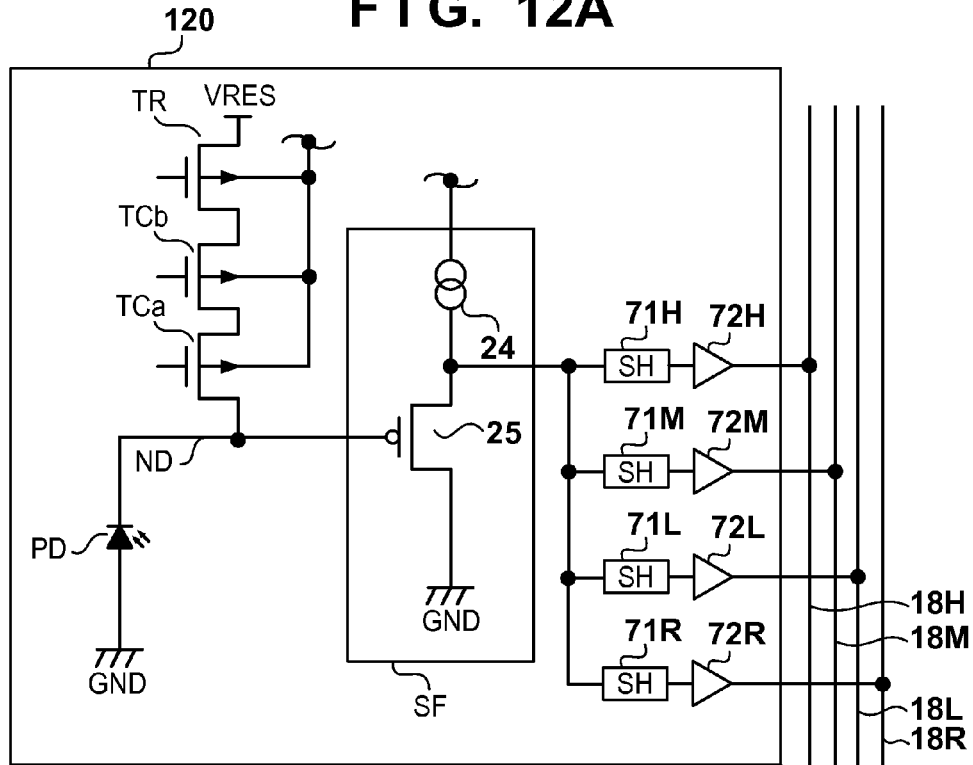 FIG. 12A
120
TR
VRES
TCb
TCa
24
25
ND
PD
GND
GND
SF
71H
72H
SH
71M
72M
SH
71L
72L
SH
71R
72R
SH
18H
18M
18L
18R